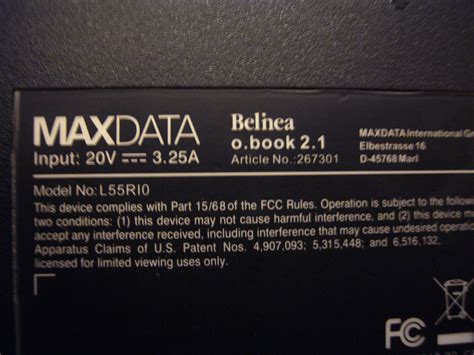 MAXDATA Belinea MAXDATA International
o.book 2.1 Elbestrasse 16
Input: 20V ⎓ 3.25A Article No.:267301 D-45768 Marl
Model No:L55RI0
This device complies with Part 15/68 of the FCC Rules. Operation is subject to the
two conditions: (1) this device may not cause harmful interference, and (2) this device
accept any interference received, including interference that may cause undesired
Apparatus Claims of U.S. Patent Nos. 4,907,093; 5,315,448; and 6,516,132,
licensed for limited viewing uses only.
FC